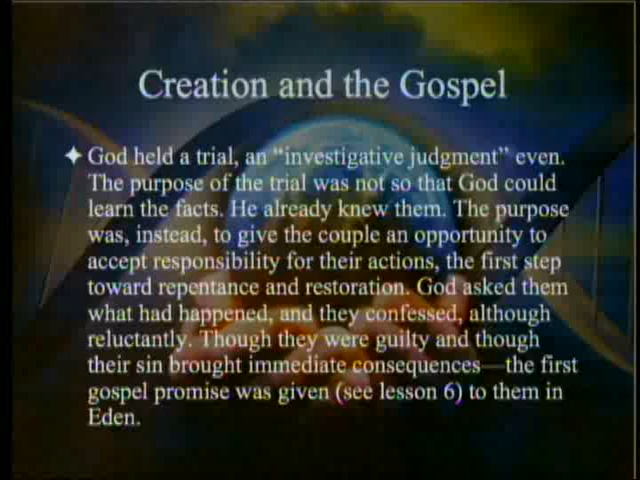 Creation and the Gospel
✦ God held a trial, an “investigative judgment” even.
The purpose of the trial was not so that God could
learn the facts. He already knew them. The purpose
was, instead, to give the couple an opportunity to
accept responsibility for their actions, the first step
toward repentance and restoration. God asked them
what had happened, and they confessed, although
reluctantly. Though they were guilty and though
their sin brought immediate consequences—the first
gospel promise was given (see lesson 6) to them in
Eden.